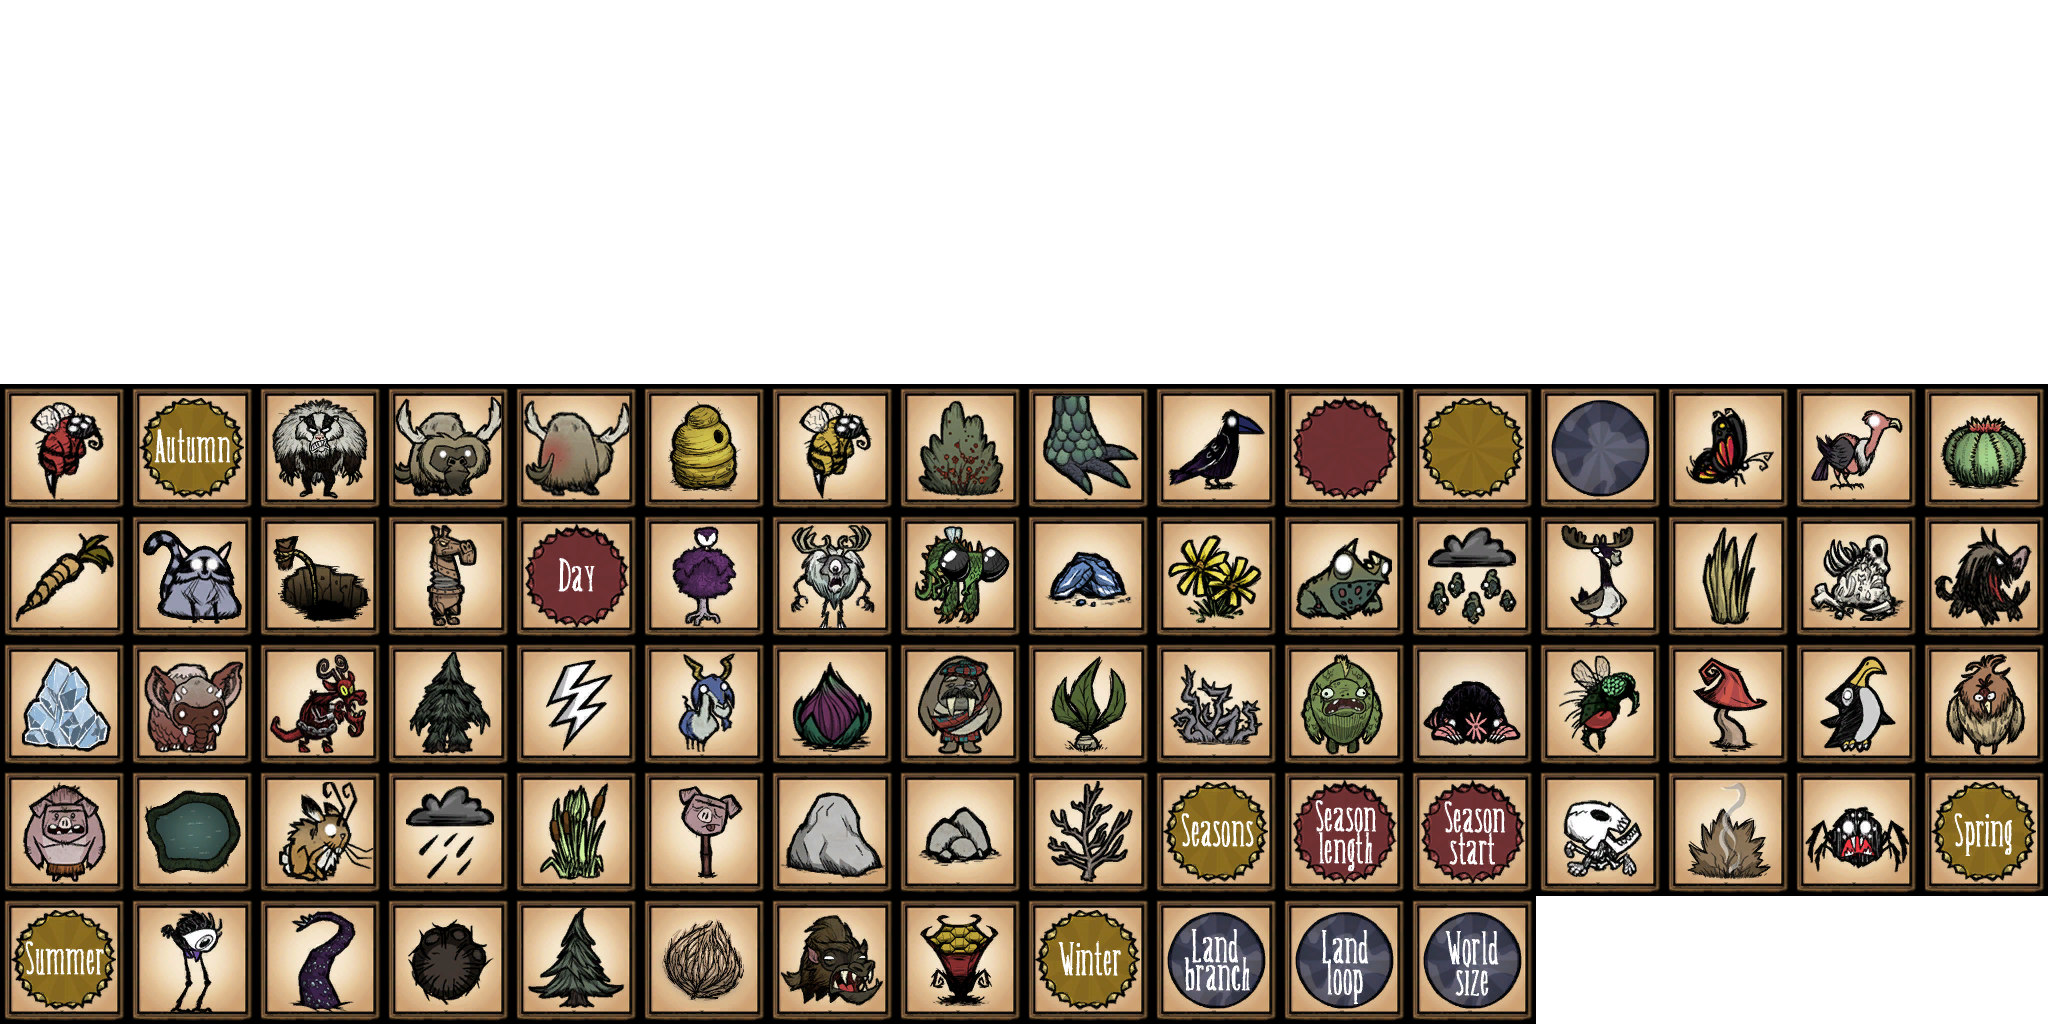 Autumn
Day
Seasons
Season
length
Season
start
Spring
Summer
Winter
Land
branch
Land
loop
World
size